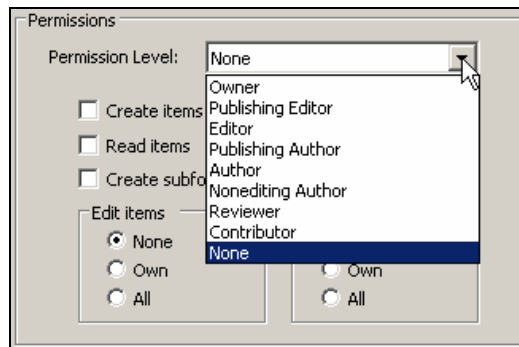 Permissions
Permission Level: None
Owner
Create items Publishing Editor
Editor
Read items Publishing Author
Author
Create subfo Nonediting Author
Reviewer
Edit items Contributor
None None
Own Own
All All